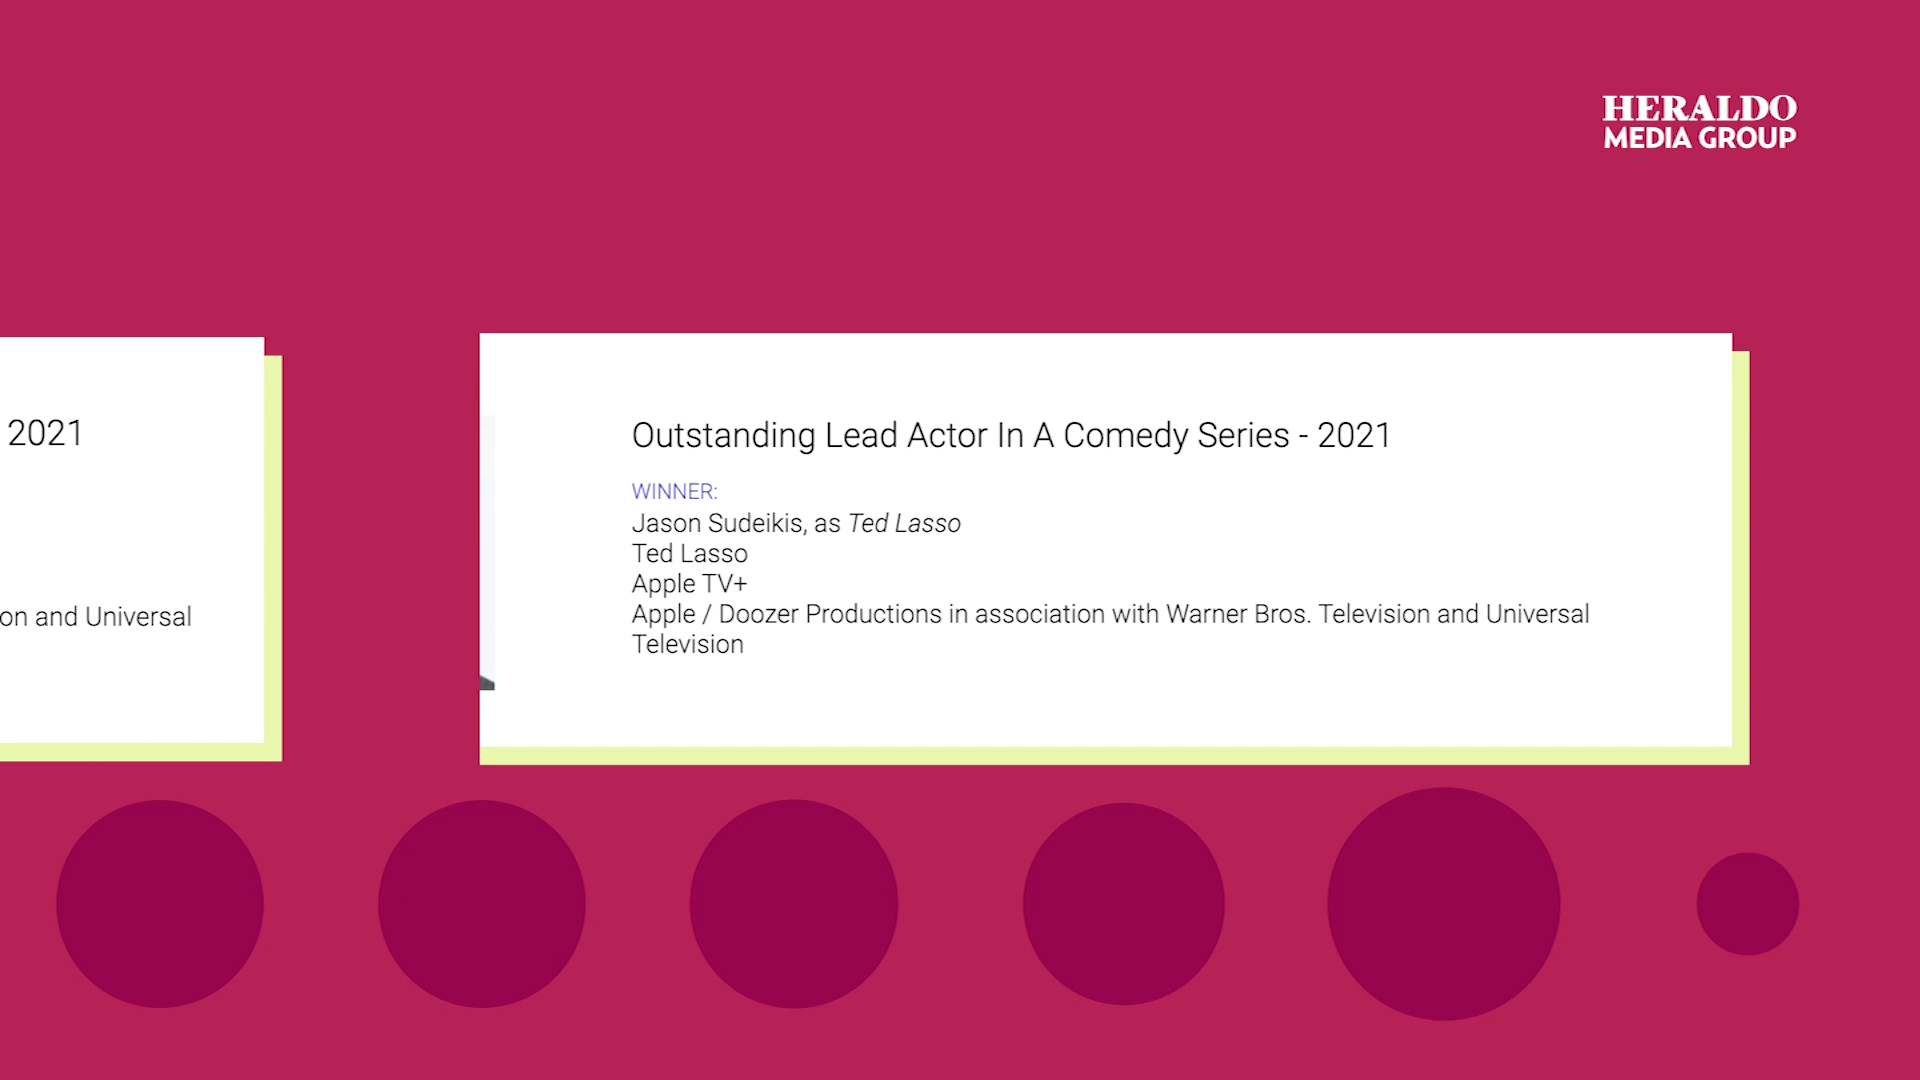 HERALDO
MEDIA GROUP
2021
on and Universal
Outstanding Lead Actor In A Comedy Series - 2021
WINNER:
Jason Sudeikis, as Ted Lasso
Ted Lasso
Apple TV+
Apple / Doozer Productions in association with Warner Bros. Television and Universal
Television